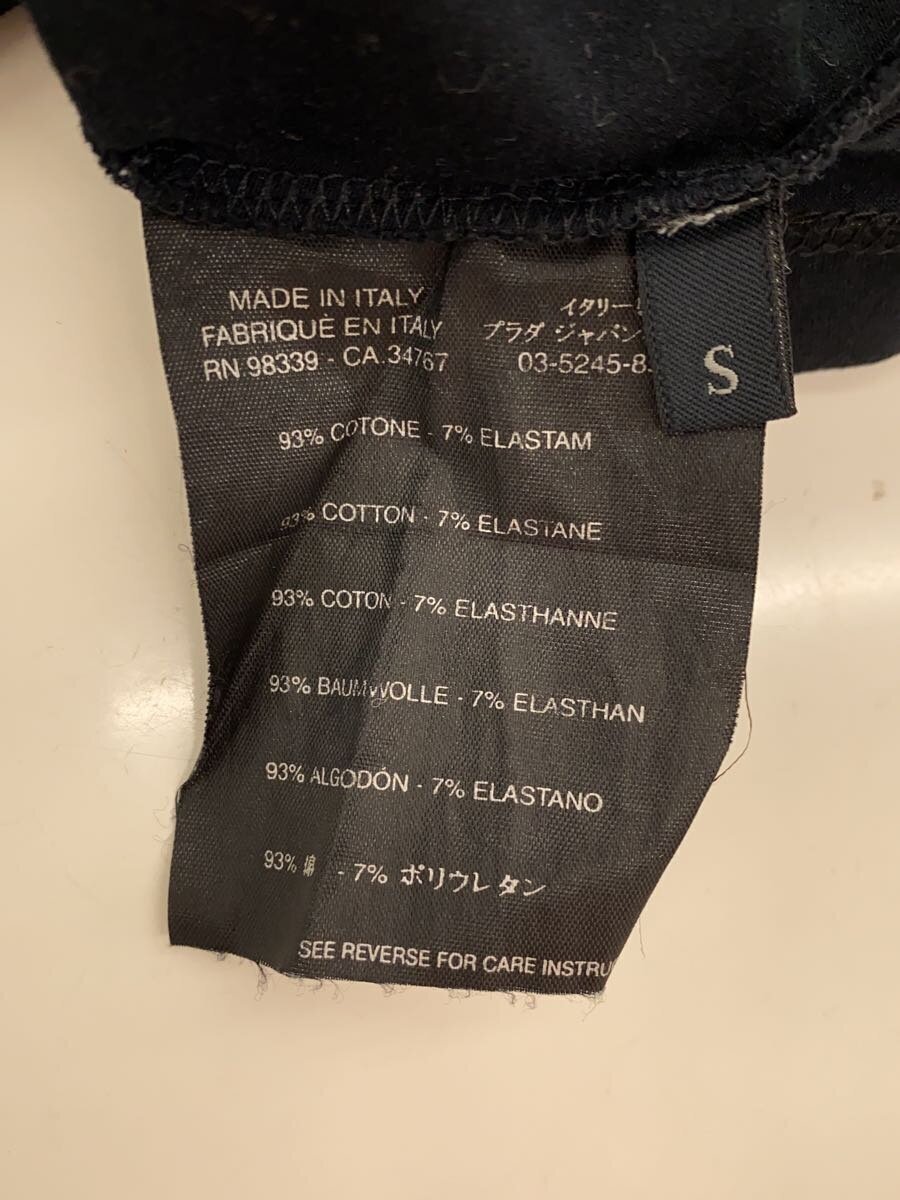 MADE IN ITALY
FABRIQUÈ EN ITALY
RN 98339 - CA.34767
イタリー
プラダ ジャパン
03-5245-8
S
93% COTONE - 7% ELASTAM
93% COTTON - 7% ELASTANE
93% COTON - 7% ELASTHANNE
93% BAUMWOLLE - 7% ELASTHAN
93% ALGODÓN - 7% ELASTANO
93% 綿 - 7% ポリウレタン
SEE REVERSE FOR CARE INSTRU